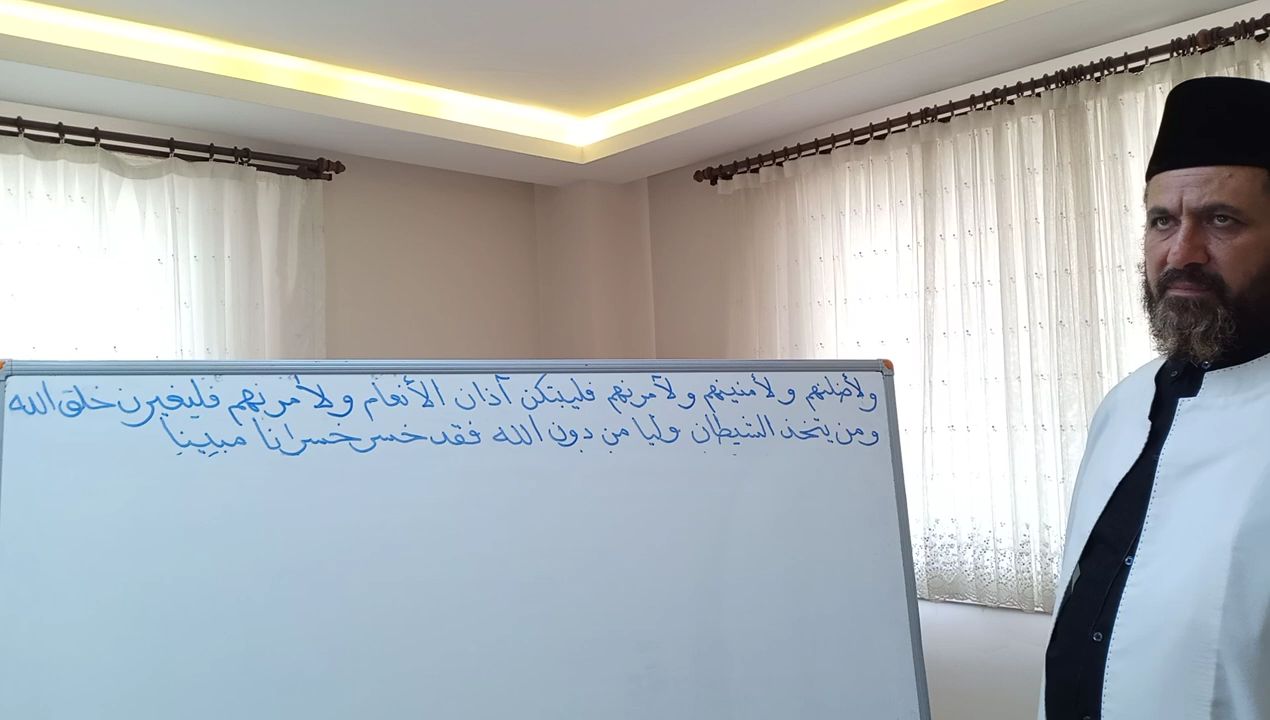 ولأضلنهم ولأمنينهم ولآمرنهم فليبتكن آذان الأنعام ولأمرنهم فليغيرن خلق الله
ومن يتخذ الشيطان وليا من دون الله فقد خسر خسرانا مبينا